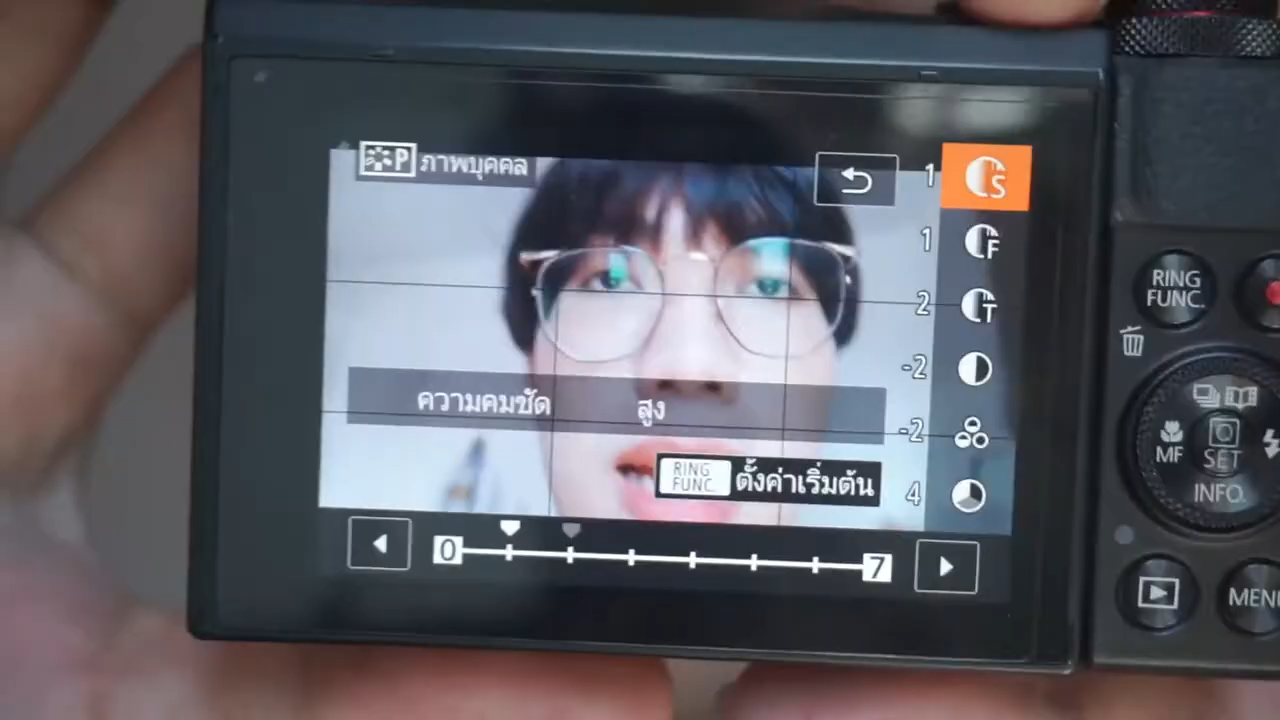 P ภาพบุคคล
1 S
1 F
2 T
-2
-2
4
ความคมชัด สูง
RING FUNC. ตั้งค่าเริ่มต้น
0 7
RING
FUNC.
MF
SET
INFO.
MENU